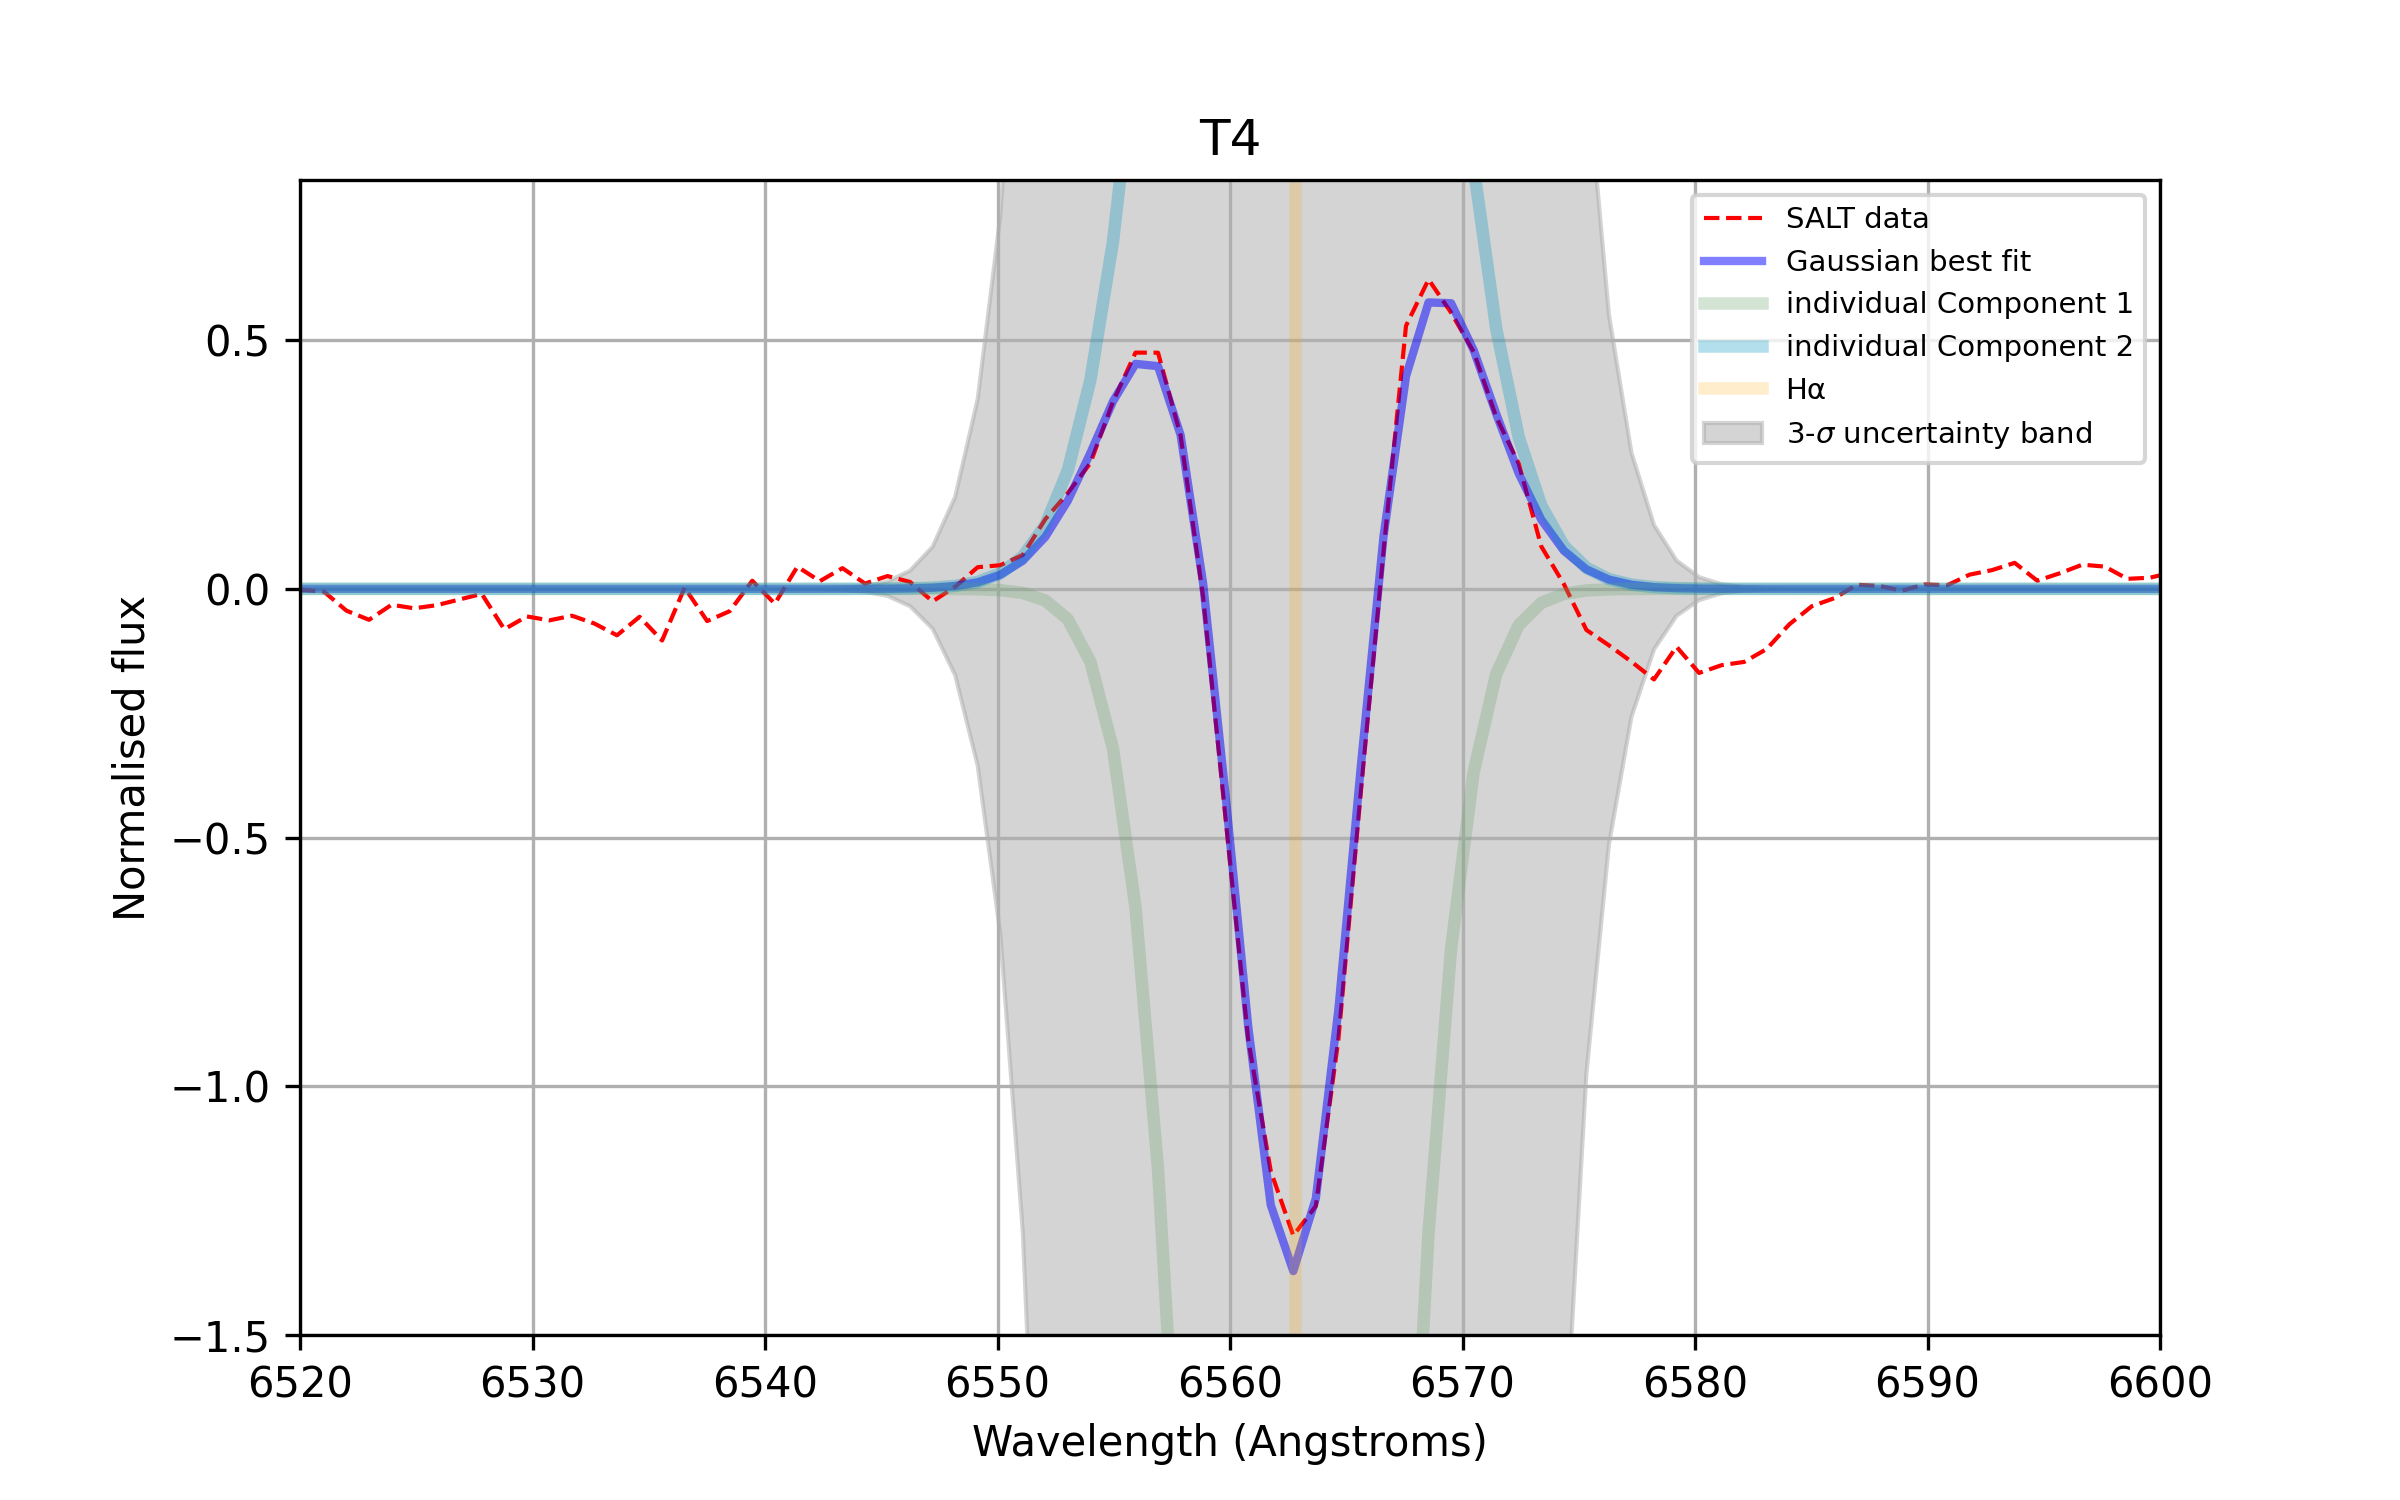 T4
SALT data
Gaussian best fit
individual Component 1
individual Component 2
Hα
3-σ uncertainty band
Normalised flux
0.5
0.0
−0.5
−1.0
−1.5
6520 6530 6540 6550 6560 6570 6580 6590 6600
Wavelength (Angstroms)